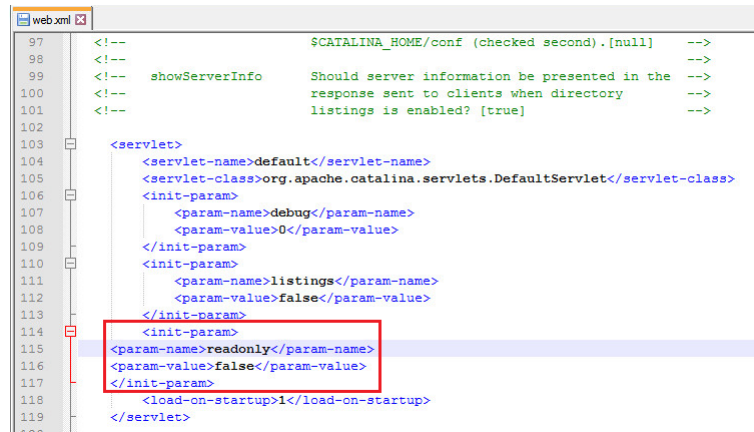 web.xml
97 <!-- $CATALINA_HOME/conf (checked second).[null] -->
98 <!-- -->
99 <!-- showServerInfo Should server information be presented in the -->
100 <!-- response sent to clients when directory -->
101 <!-- listings is enabled? [true] -->
102
103 <servlet>
104 <servlet-name>default</servlet-name>
105 <servlet-class>org.apache.catalina.servlets.DefaultServlet</servlet-class>
106 <init-param>
107 <param-name>debug</param-name>
108 <param-value>0</param-value>
109 </init-param>
110 <init-param>
111 <param-name>listings</param-name>
112 <param-value>false</param-value>
113 </init-param>
114 <init-param>
115 <param-name>readonly</param-name>
116 <param-value>false</param-value>
117 </init-param>
118 <load-on-startup>1</load-on-startup>
119 </servlet>